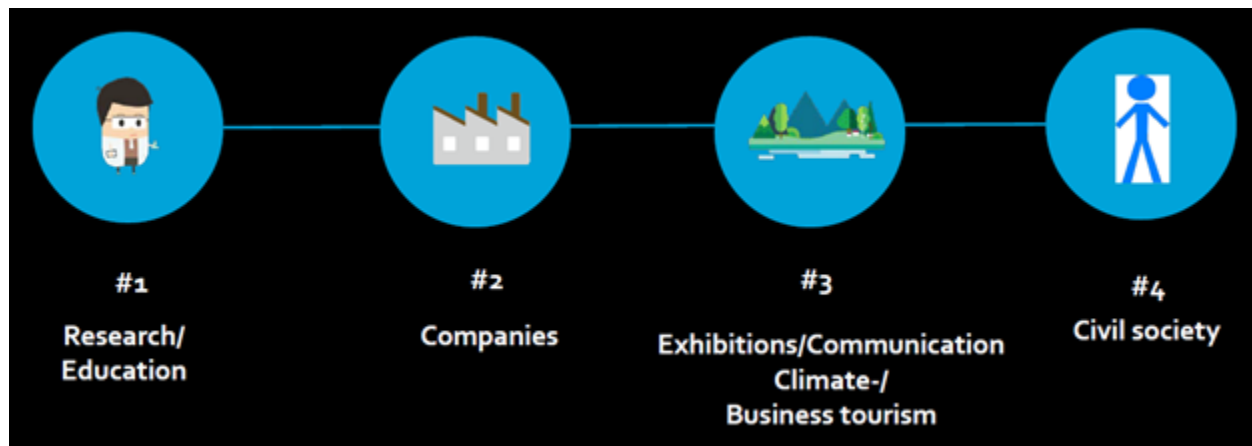 #1
Research/
Education
#2
Companies
#3
Exhibitions/Communication
Climate-/
Business tourism
#4
Civil society